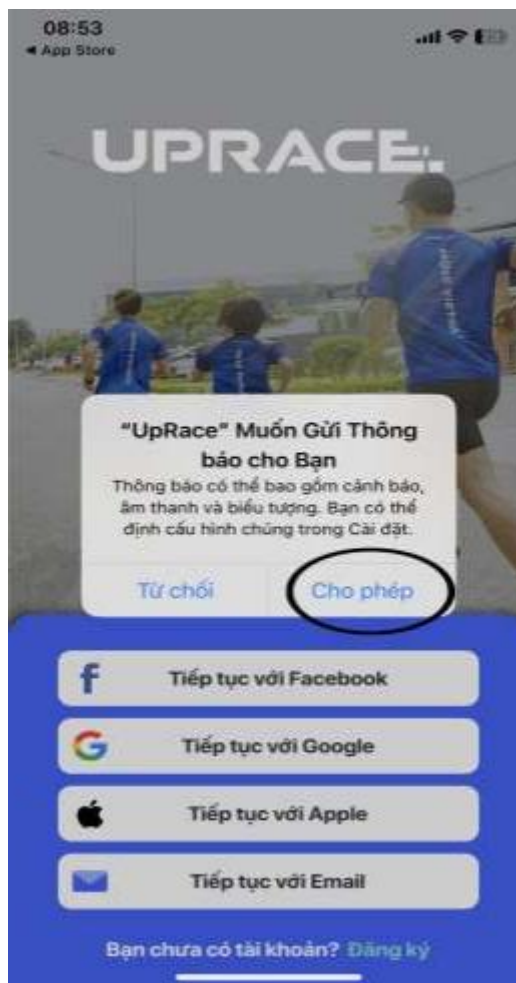 08:53
◀ App Store
UPRACE.
“UpRace” Muốn Gửi Thông
báo cho Bạn
Thông báo có thể bao gồm cảnh báo,
âm thanh và biểu tượng. Bạn có thể
định cấu hình chúng trong Cài đặt.
Từ chối Cho phép
Tiếp tục với Facebook
Tiếp tục với Google
Tiếp tục với Apple
Tiếp tục với Email
Bạn chưa có tài khoản? Đăng ký